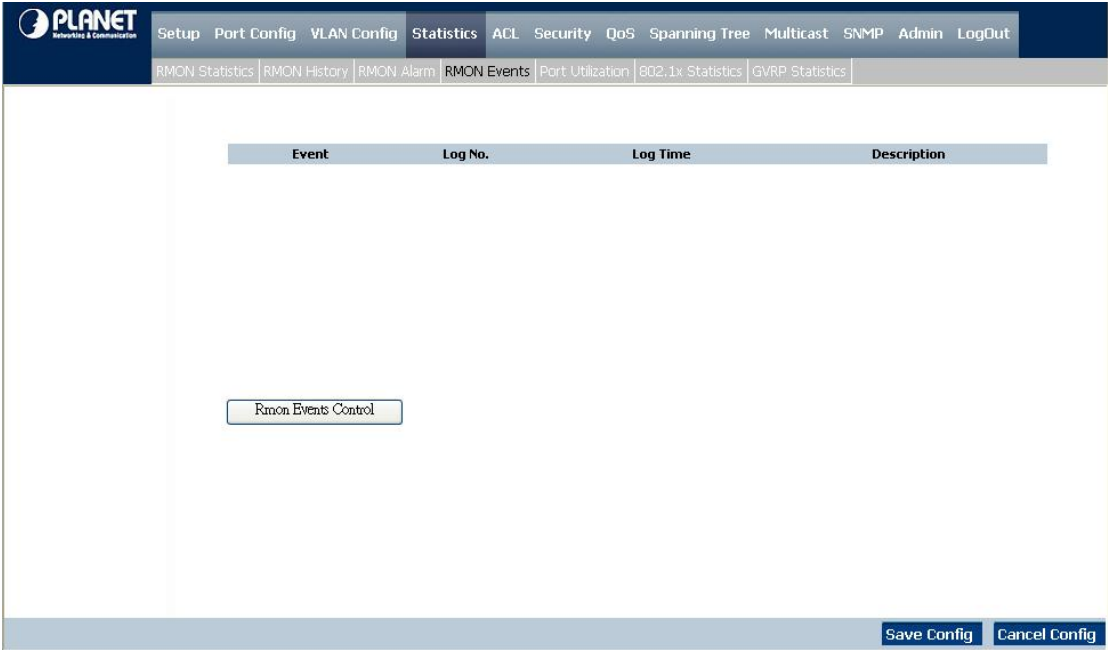 PLANET
Networking & Communication
Setup Port Config VLAN Config Statistics ACL Security QoS Spanning Tree Multicast SNMP Admin LogOut
RMON Statistics RMON History RMON Alarm RMON Events Port Utilization 802.1x Statistics GVRP Statistics
Event Log No. Log Time Description
Rmon Events Control
Save Config Cancel Config